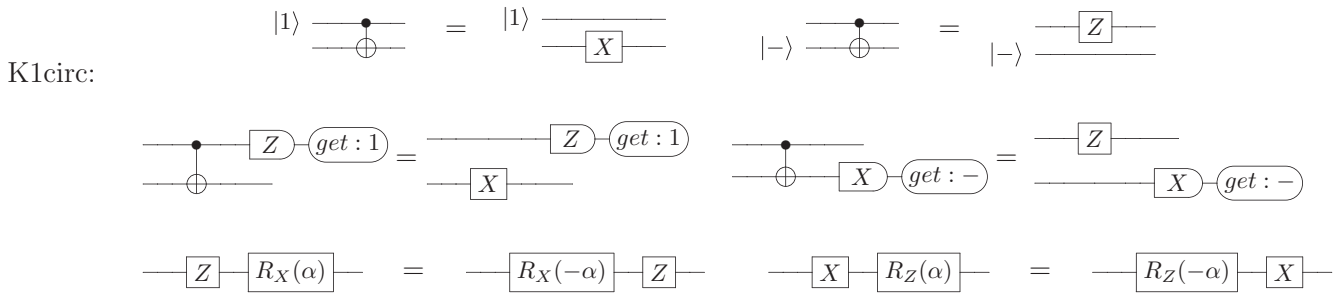 |1⟩ = |1⟩ X |−⟩ = |−⟩ Z
K1circ:
Z get : 1 = Z get : 1 X X get : − = Z X get : −
Z R_X(α) = R_X(−α) Z X R_Z(α) = R_Z(−α) X